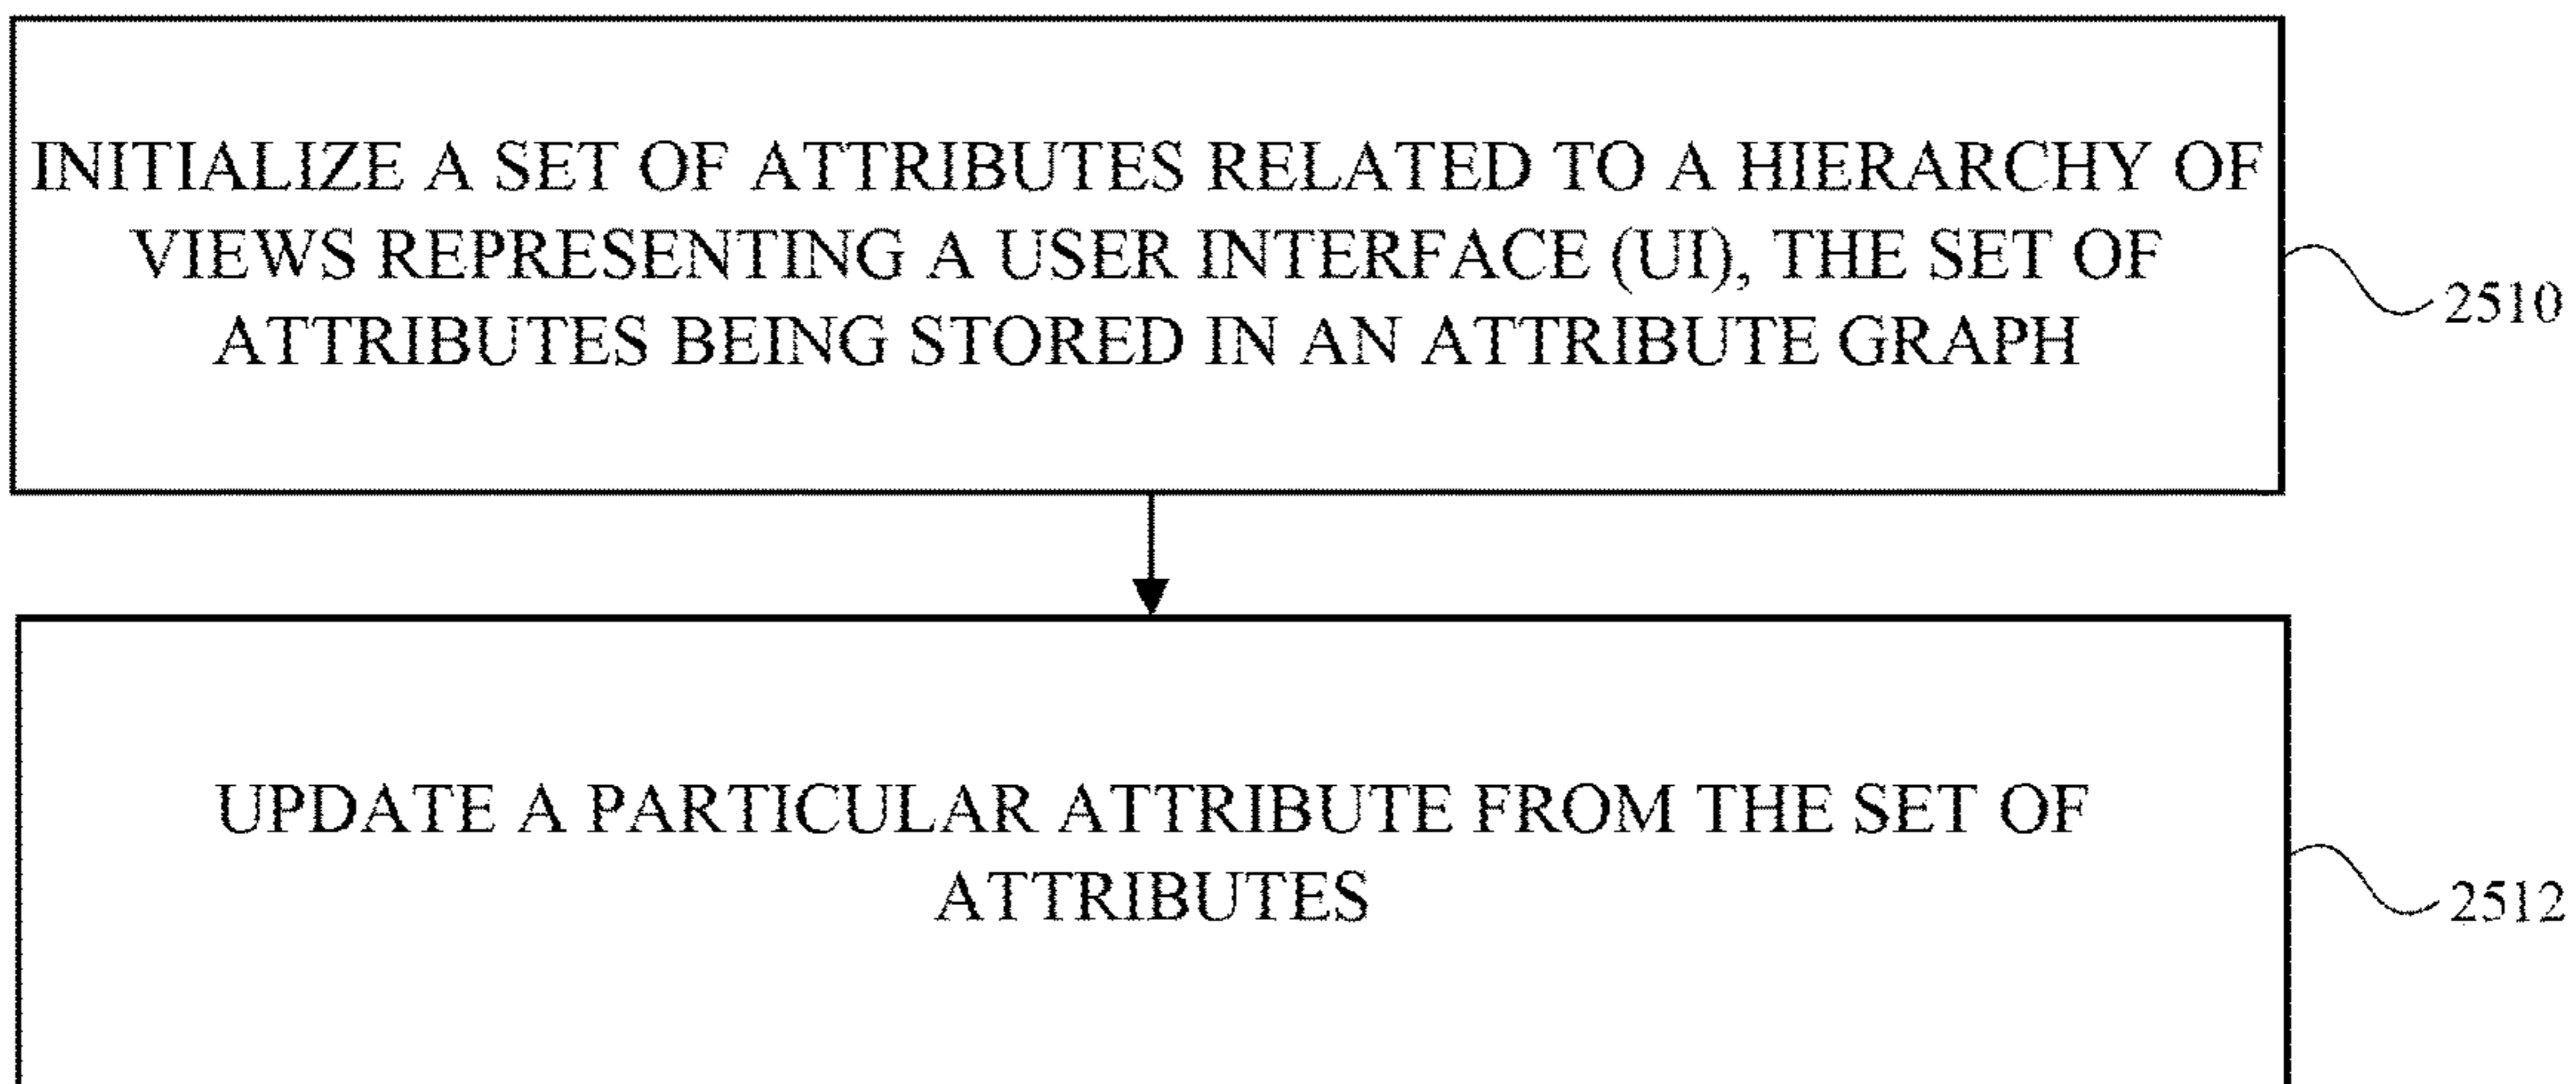 INITIALIZE A SET OF ATTRIBUTES RELATED TO A HIERARCHY OF
VIEWS REPRESENTING A USER INTERFACE (UI), THE SET OF
ATTRIBUTES BEING STORED IN AN ATTRIBUTE GRAPH
2510
UPDATE A PARTICULAR ATTRIBUTE FROM THE SET OF
ATTRIBUTES
2512